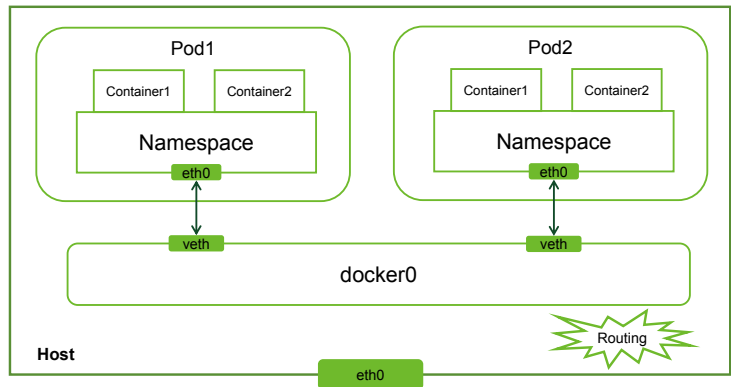 Pod1
Container1
Container2
Namespace
eth0
Pod2
Container1
Container2
Namespace
eth0
veth
veth
docker0
Routing
Host
eth0